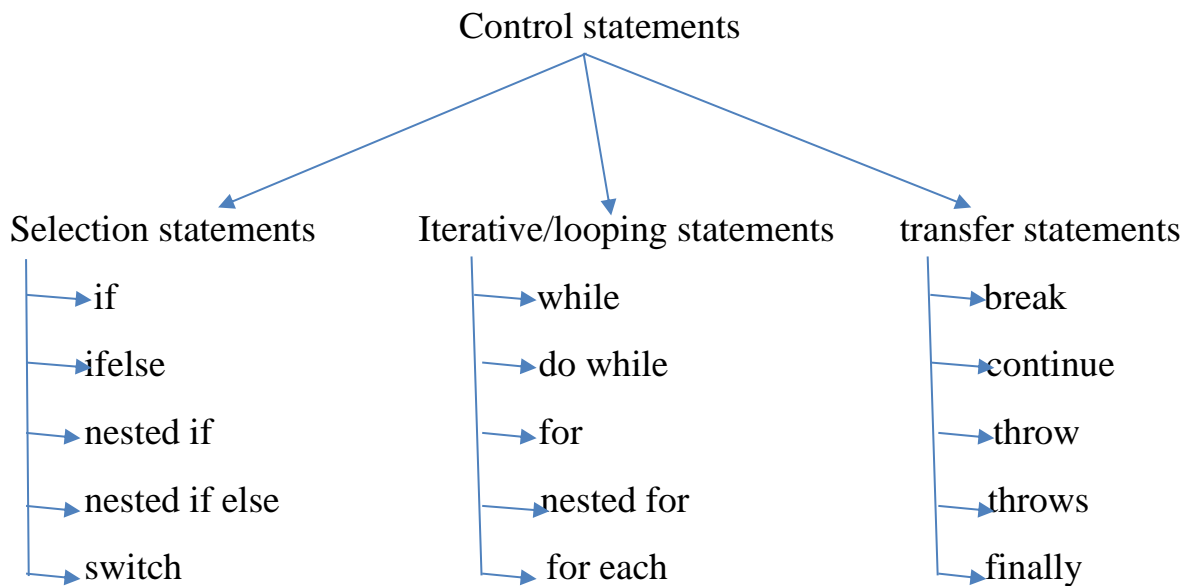 Control statements
Selection statements
if
ifelse
nested if
nested if else
switch
Iterative/looping statements
while
do while
for
nested for
for each
transfer statements
break
continue
throw
throws
finally